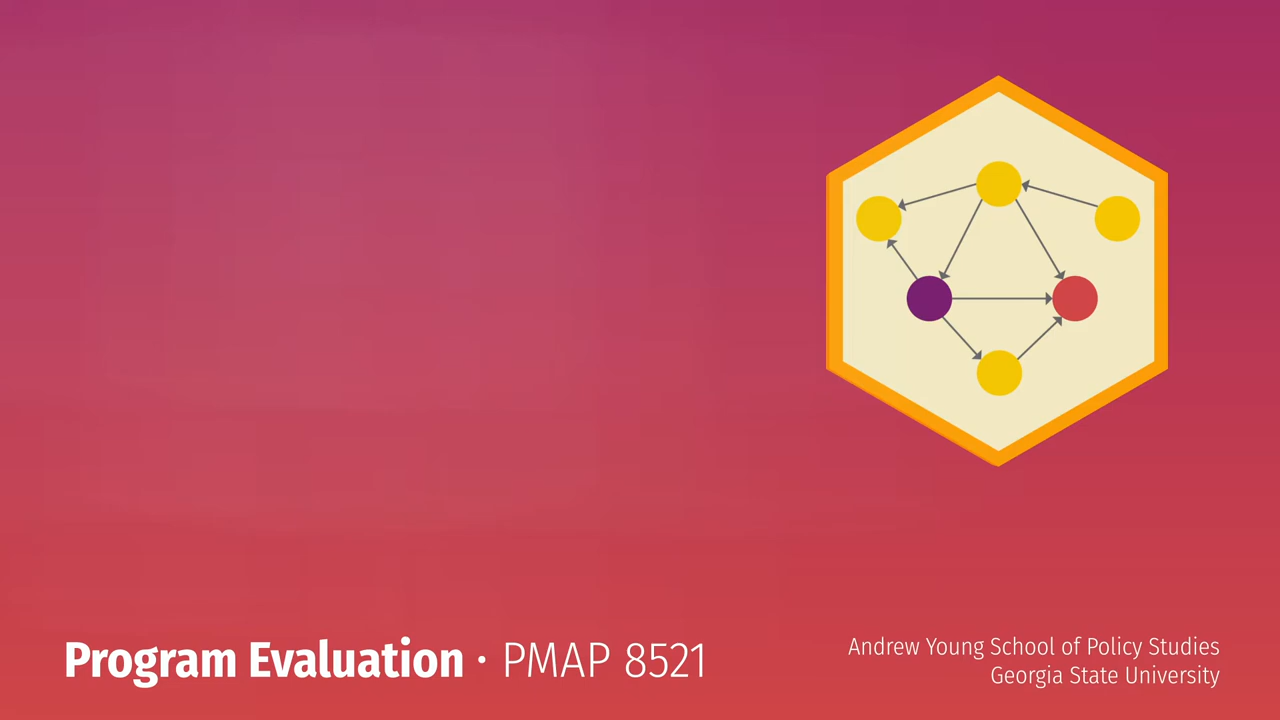 Program Evaluation · PMAP 8521
Andrew Young School of Policy Studies
Georgia State University